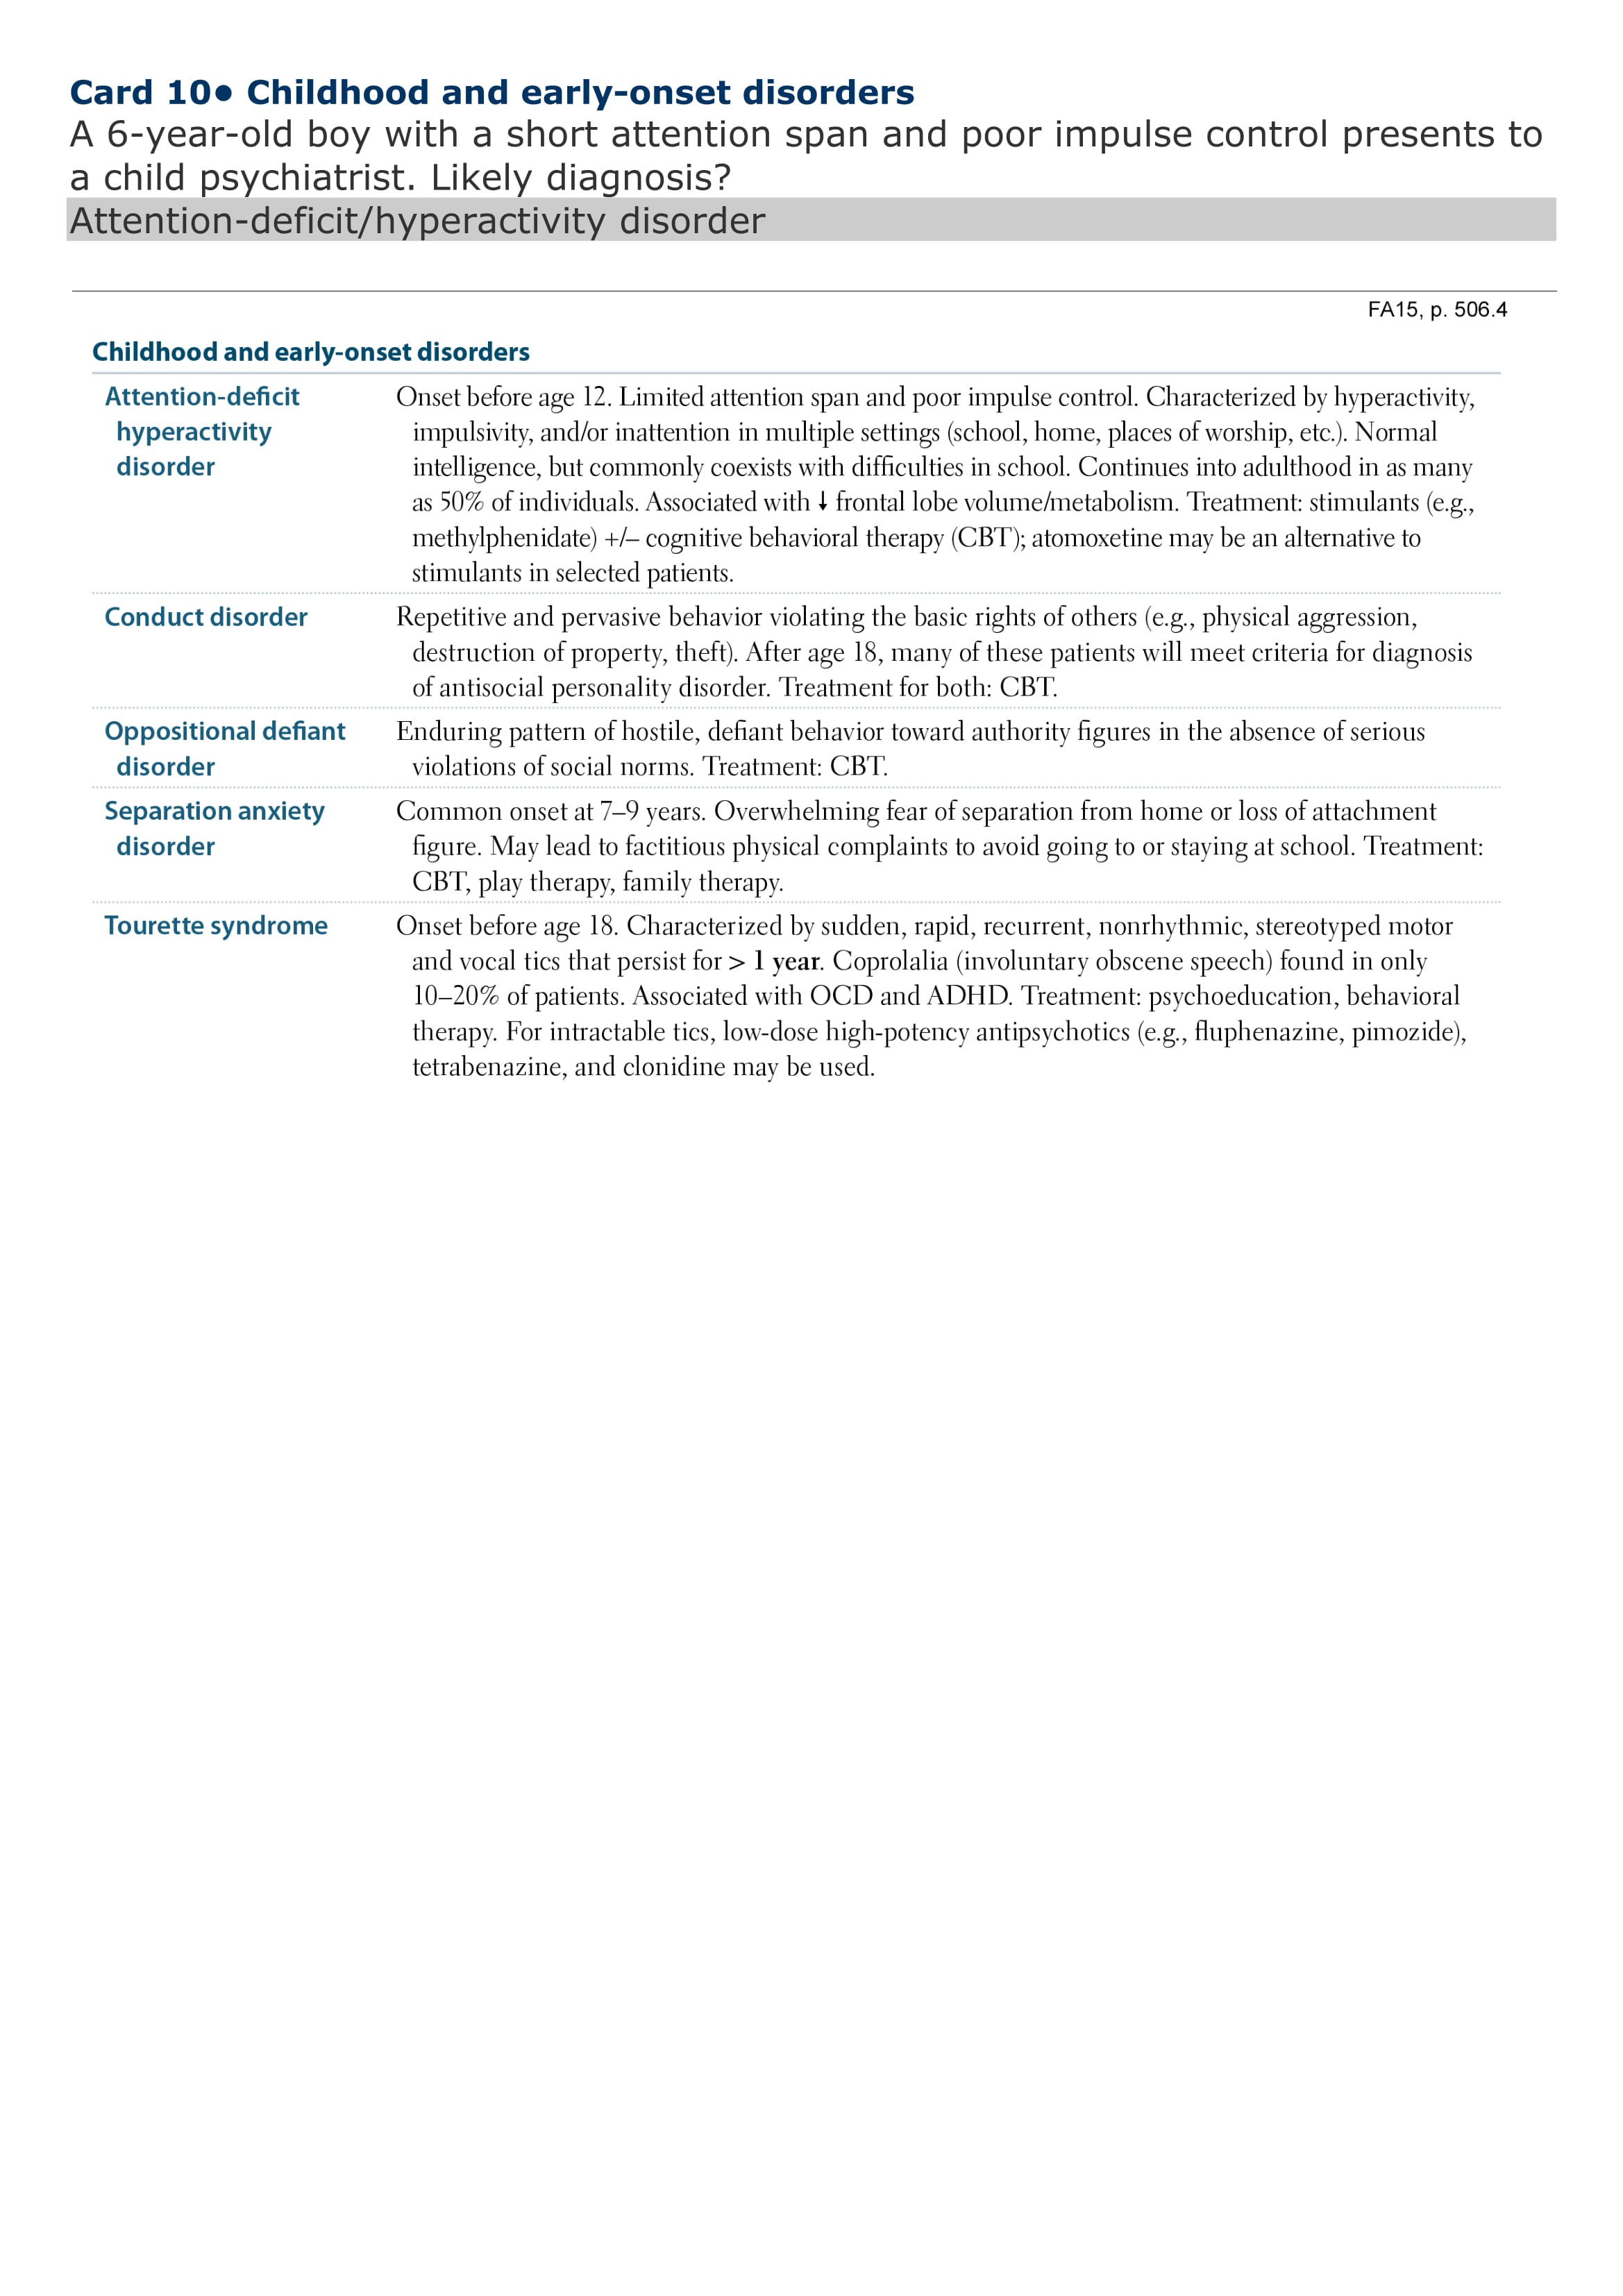 Card 10● Childhood and early-onset disorders
A 6-year-old boy with a short attention span and poor impulse control presents to
a child psychiatrist. Likely diagnosis?
Attention-deficit/hyperactivity disorder
FA15, p. 506.4
Childhood and early-onset disorders
Attention-deficit
hyperactivity
disorder
Onset before age 12. Limited attention span and poor impulse control. Characterized by hyperactivity,
impulsivity, and/or inattention in multiple settings (school, home, places of worship, etc.). Normal
intelligence, but commonly coexists with difficulties in school. Continues into adulthood in as many
as 50% of individuals. Associated with ↓ frontal lobe volume/metabolism. Treatment: stimulants (e.g.,
methylphenidate) +/– cognitive behavioral therapy (CBT); atomoxetine may be an alternative to
stimulants in selected patients.
Conduct disorder
Repetitive and pervasive behavior violating the basic rights of others (e.g., physical aggression,
destruction of property, theft). After age 18, many of these patients will meet criteria for diagnosis
of antisocial personality disorder. Treatment for both: CBT.
Oppositional defiant
disorder
Enduring pattern of hostile, defiant behavior toward authority figures in the absence of serious
violations of social norms. Treatment: CBT.
Separation anxiety
disorder
Common onset at 7–9 years. Overwhelming fear of separation from home or loss of attachment
figure. May lead to factitious physical complaints to avoid going to or staying at school. Treatment:
CBT, play therapy, family therapy.
Tourette syndrome
Onset before age 18. Characterized by sudden, rapid, recurrent, nonrhythmic, stereotyped motor
and vocal tics that persist for > 1 year. Coprolalia (involuntary obscene speech) found in only
10–20% of patients. Associated with OCD and ADHD. Treatment: psychoeducation, behavioral
therapy. For intractable tics, low-dose high-potency antipsychotics (e.g., fluphenazine, pimozide),
tetrabenazine, and clonidine may be used.